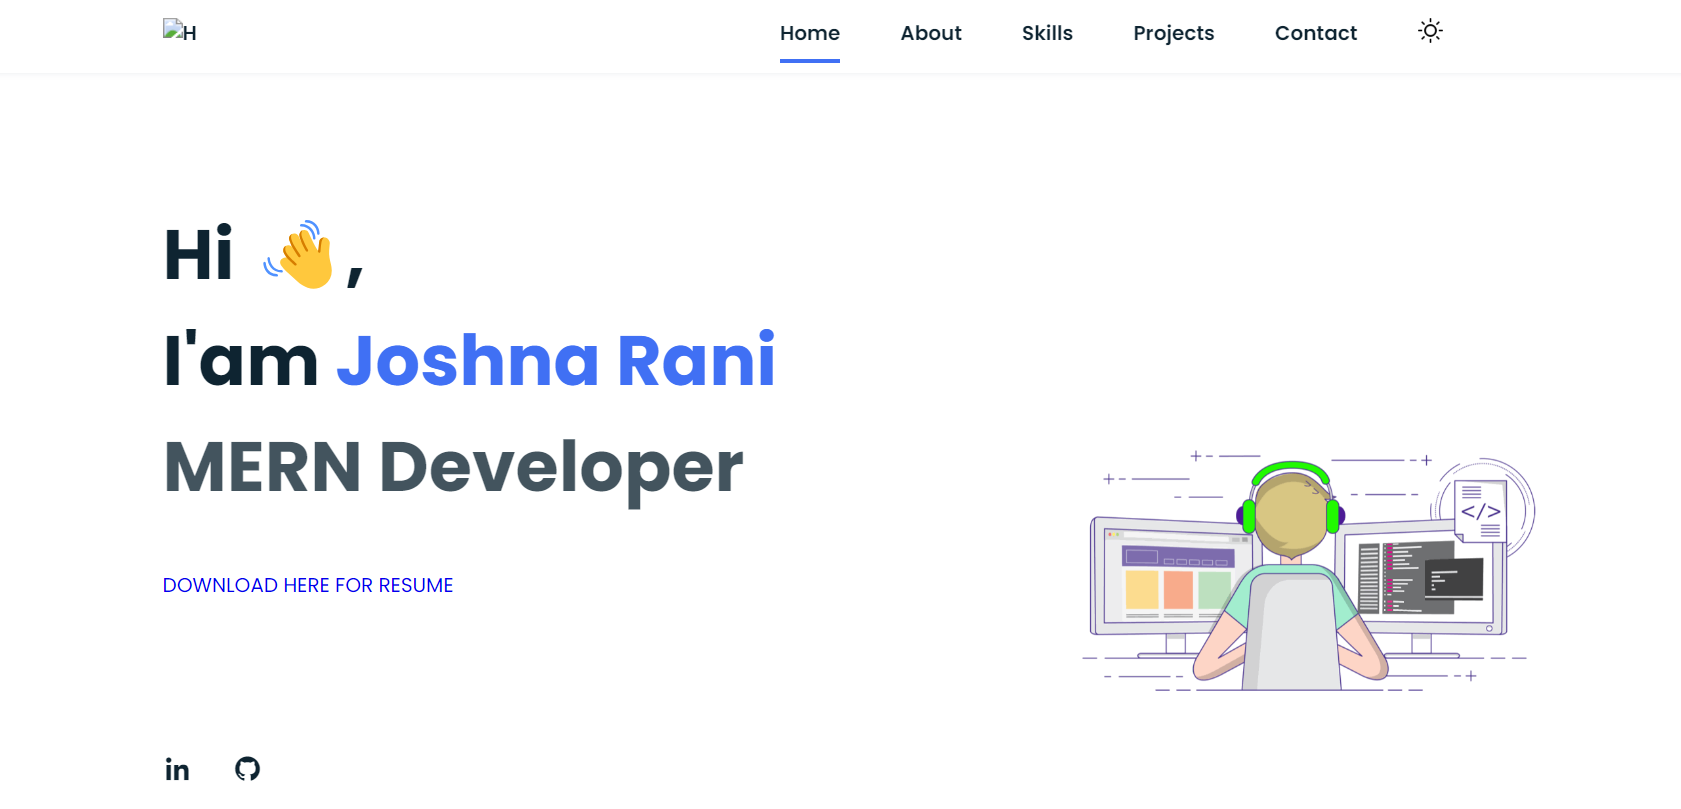 H
Home About Skills Projects Contact
Hi 👋,
I'am Joshna Rani
MERN Developer
</>
DOWNLOAD HERE FOR RESUME
in